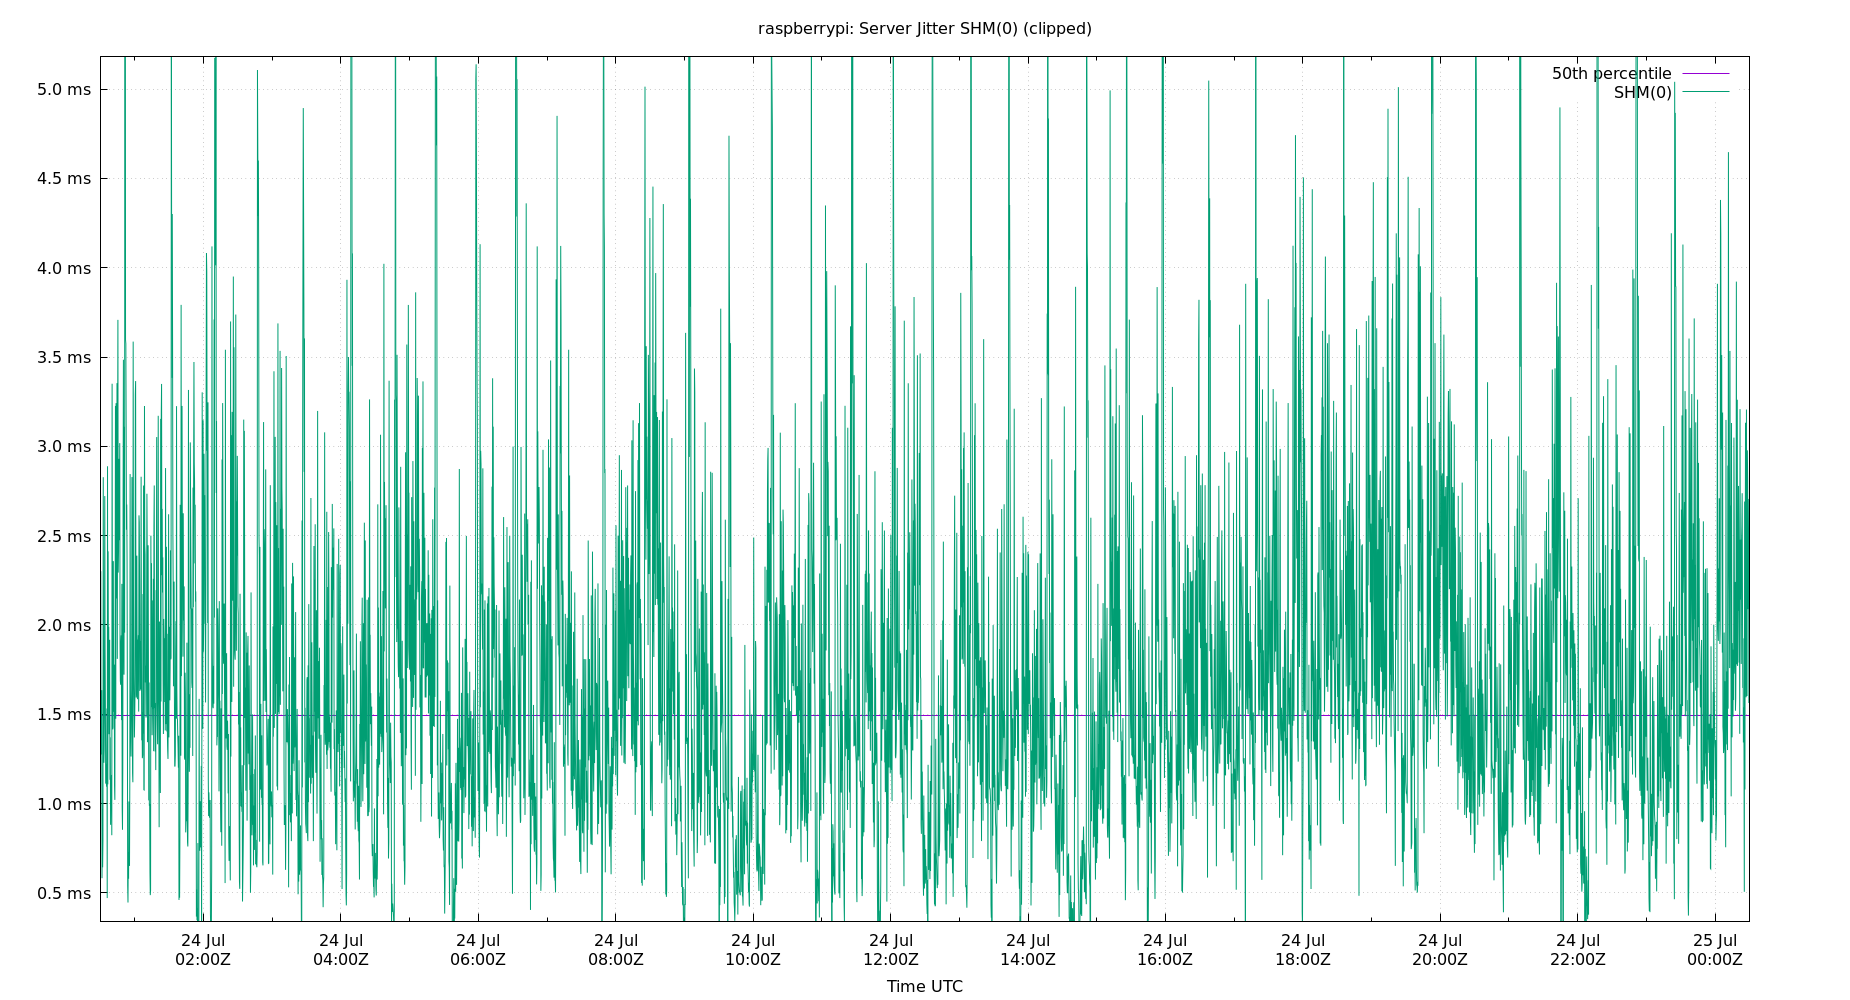 raspberrypi: Server Jitter SHM(0) (clipped)
50th percentile
SHM(0)
5.0 ms
4.5 ms
4.0 ms
3.5 ms
3.0 ms
2.5 ms
2.0 ms
1.5 ms
1.0 ms
0.5 ms
24 Jul 24 Jul 24 Jul 24 Jul 24 Jul 24 Jul 24 Jul 24 Jul 24 Jul 24 Jul 24 Jul 25 Jul
02:00Z 04:00Z 06:00Z 08:00Z 10:00Z 12:00Z 14:00Z 16:00Z 18:00Z 20:00Z 22:00Z 00:00Z
Time UTC